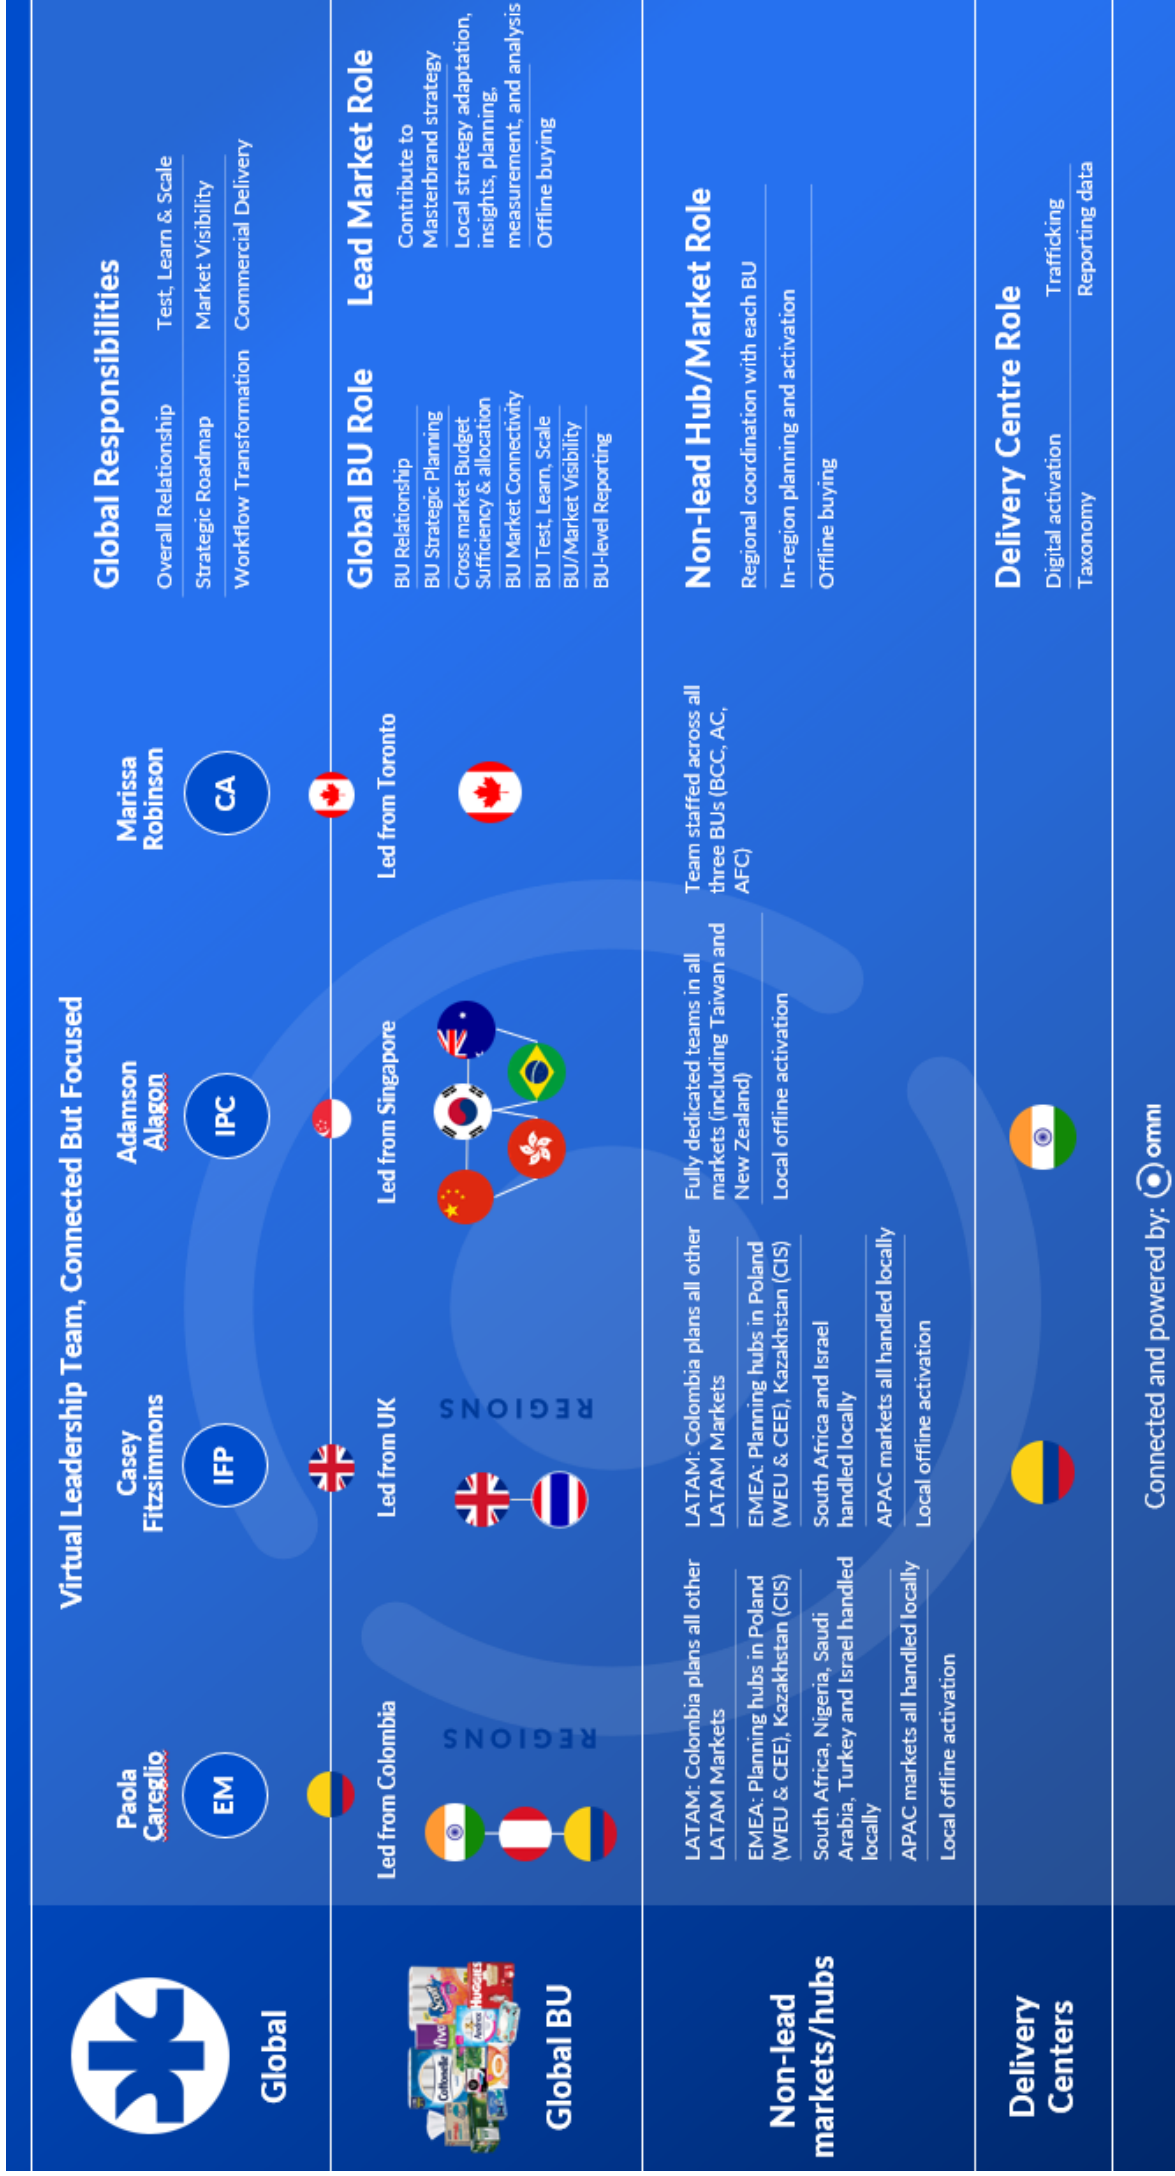 Virtual Leadership Team, Connected But Focused
Global
Paola
Careglio
EM
Casey
Fitzsimmons
IFP
Adamson
Alagon
IPC
Marissa
Robinson
CA
Global Responsibilities
Overall Relationship
Strategic Roadmap
Workflow Transformation
Test, Learn & Scale
Market Visibility
Commercial Delivery
Global BU
Scott
Viva
HUGGIES
Andrex
Cottonelle
Led from Colombia
REGIONS
Led from UK
REGIONS
Led from Singapore
Led from Toronto
Global BU Role
BU Relationship
BU Strategic Planning
Cross market Budget
Sufficiency & allocation
BU Market Connectivity
BU Test, Learn, Scale
BU/Market Visibility
BU-level Reporting
Lead Market Role
Contribute to
Masterbrand strategy
Local strategy adaptation,
insights, planning,
measurement, and analysis
Offline buying
Non-lead
markets/hubs
LATAM: Colombia plans all other
LATAM Markets
EMEA: Planning hubs in Poland
(WEU & CEE), Kazakhstan (CIS)
South Africa, Nigeria, Saudi
Arabia, Turkey and Israel handled
locally
APAC markets all handled locally
Local offline activation
LATAM: Colombia plans all other
LATAM Markets
EMEA: Planning hubs in Poland
(WEU & CEE), Kazakhstan (CIS)
South Africa and Israel
handled locally
APAC markets all handled locally
Local offline activation
Fully dedicated teams in all
markets (including Taiwan and
New Zealand)
Local offline activation
Team staffed across all
three BUs (BCC, AC,
AFC)
Non-lead Hub/Market Role
Regional coordination with each BU
In-region planning and activation
Offline buying
Delivery
Centers
Delivery Centre Role
Digital activation
Taxonomy
Trafficking
Reporting data
Connected and powered by: omni